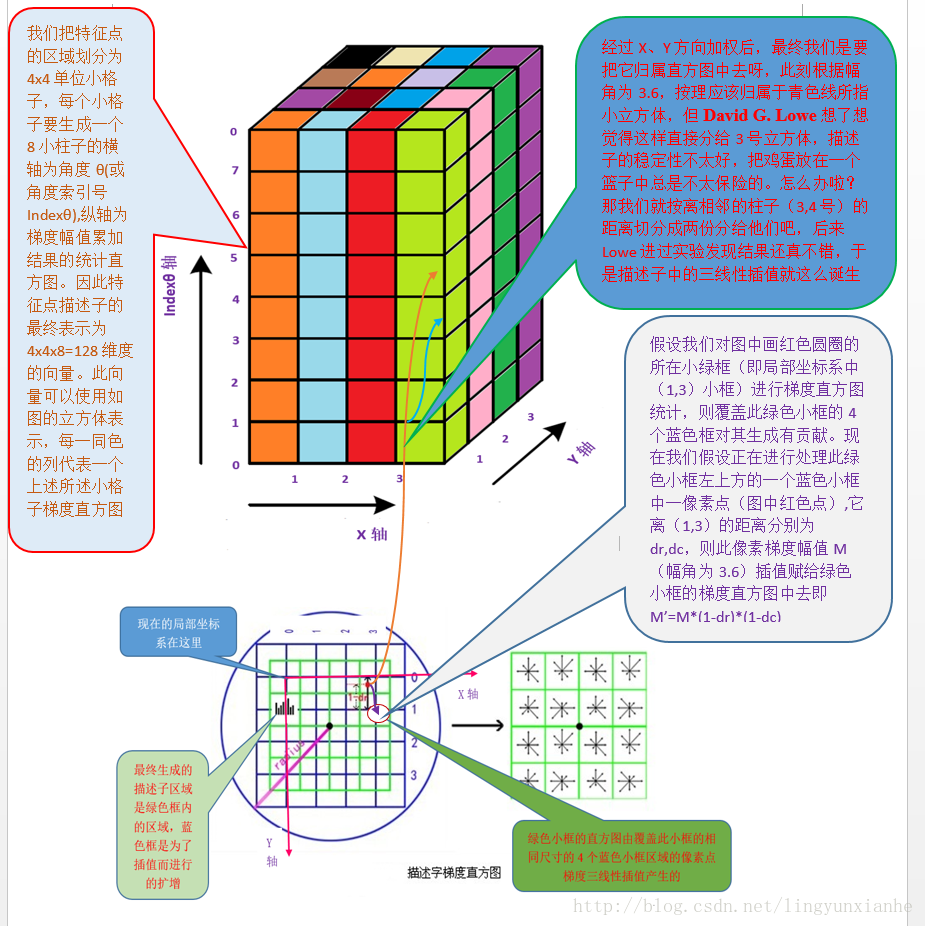 我们把特征点
的区域划分为
4x4 单位小格
子，每个小格
子要生成一个
8 小柱子的横
轴为角度 θ(或
角度索引号
Indexθ),纵轴为
梯度幅值累加
结果的统计直
方图。因此特
征点描述子的
最终表示为
4x4x8=128 维度
的向量。此向
量可以使用如
图的立方体表
示，每一同色
的列代表一个
上述所述小格
子梯度直方图
经过 X、Y 方向加权后，最终我们是要
把它归属直方图中去呀，此刻根据幅
角为 3.6，按理应该归属于青色线所指
小立方体，但 David G. Lowe 想了想
觉得这样直接分给 3 号立方体，描述
子的稳定性不太好，把鸡蛋放在一个
篮子中总是不太保险的。怎么办啦？
那我们就按离相邻的柱子（3,4 号）的
距离切分成两份分给他们吧，后来
Lowe 进过实验发现结果还真不错，于
是描述子中的三线性插值就这么诞生
0
7
6
5
4
3
2
1
0
Indexθ 轴
1
2
3
X 轴
1
2
3
Y 轴
假设我们对图中画红色圆圈的
所在小绿框（即局部坐标系中
（1,3）小框）进行梯度直方图
统计，则覆盖此绿色小框的 4
个蓝色框对其生成有贡献。现
在我们假设正在进行处理此绿
色小框左上方的一个蓝色小框
中一像素点（图中红色点）,它
离（1,3）的距离分别为
dr,dc，则此像素梯度幅值 M
（幅角为 3.6）插值赋给绿色
小框的梯度直方图中去即
M'=M*(1-dr)*(1-dc)
现在的局部坐标
系在这里
0
1
2
3
0
1
2
3
1-dr
radius
X 轴
Y
轴
最终生成的
描述子区域
是绿色框内
的区域，蓝
色框是为了
插值而进行
的扩增
绿色小框的直方图由覆盖此小框的相
同尺寸的 4 个蓝色小框区域的像素点
梯度三线性插值产生的
描述字梯度直方图
http://blog.csdn.net/lingyunxianhe